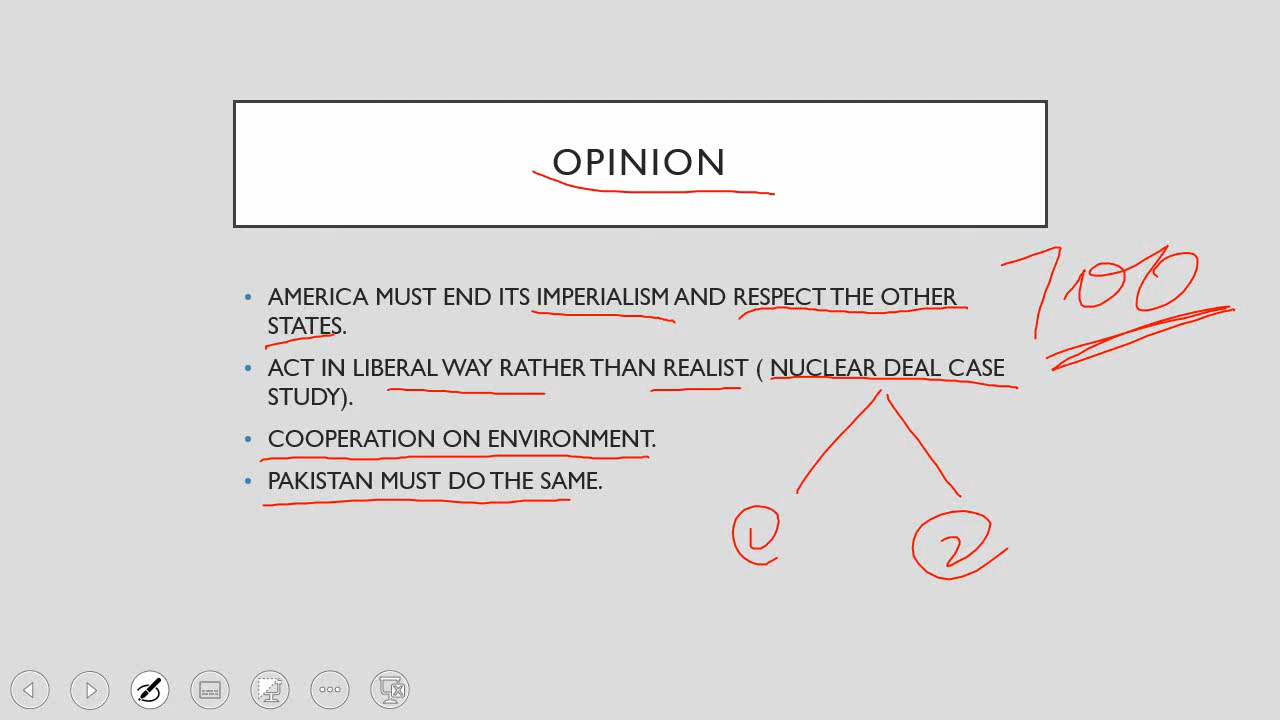 OPINION
• AMERICA MUST END ITS IMPERIALISM AND RESPECT THE OTHER
STATES.
700
• ACT IN LIBERAL WAY RATHER THAN REALIST ( NUCLEAR DEAL CASE
STUDY).
• COOPERATION ON ENVIRONMENT.
• PAKISTAN MUST DO THE SAME.
1 2